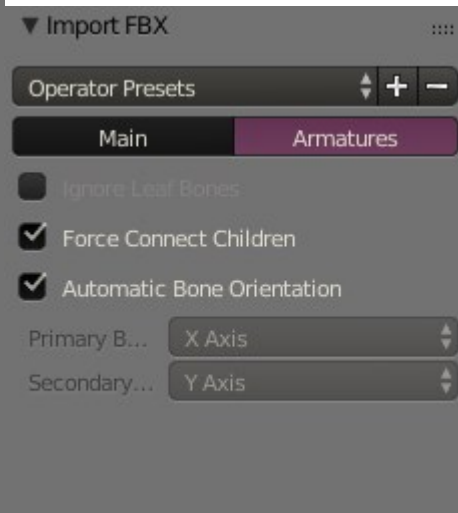 Import FBX
Operator Presets
Main Armatures
Ignore Leaf Bones
Force Connect Children
Automatic Bone Orientation
Primary B... X Axis
Secondary... Y Axis